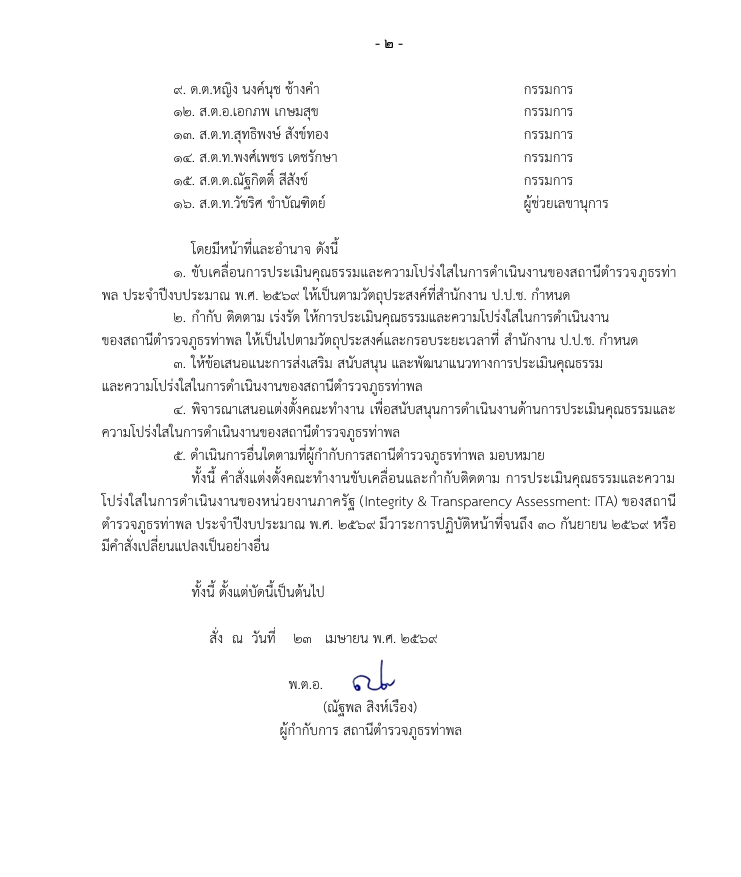 - ๒ -
๙. ด.ต.หญิง นงค์นุช ช้างคำ กรรมการ
๑๒. ส.ต.อ.เอกภพ เกษมสุข กรรมการ
๑๓. ส.ต.ท.สุทธิพงษ์ สังข์ทอง กรรมการ
๑๔. ส.ต.ท.พงศ์เพชร เดชรักษา กรรมการ
๑๕. ส.ต.ต.ณัฐกิตติ์ สีสังข์ กรรมการ
๑๖. ส.ต.ท.วัชริศ ขำบัณฑิตย์ ผู้ช่วยเลขานุการ
โดยมีหน้าที่และอำนาจ ดังนี้
๑. ขับเคลื่อนการประเมินคุณธรรมและความโปร่งใสในการดำเนินงานของสถานีตำรวจภูธรท่า
พล ประจำปีงบประมาณ พ.ศ. ๒๕๖๙ ให้เป็นตามวัตถุประสงค์ที่สำนักงาน ป.ป.ช. กำหนด
๒. กำกับ ติดตาม เร่งรัด ให้การประเมินคุณธรรมและความโปร่งใสในการดำเนินงาน
ของสถานีตำรวจภูธรท่าพล ให้เป็นไปตามวัตถุประสงค์และกรอบระยะเวลาที่ สำนักงาน ป.ป.ช. กำหนด
๓. ให้ข้อเสนอแนะการส่งเสริม สนับสนุน และพัฒนาแนวทางการประเมินคุณธรรม
และความโปร่งใสในการดำเนินงานของสถานีตำรวจภูธรท่าพล
๔. พิจารณาเสนอแต่งตั้งคณะทำงาน เพื่อสนับสนุนการดำเนินงานด้านการประเมินคุณธรรมและ
ความโปร่งใสในการดำเนินงานของสถานีตำรวจภูธรท่าพล
๕. ดำเนินการอื่นใดตามที่ผู้กำกับการสถานีตำรวจภูธรท่าพล มอบหมาย
ทั้งนี้ คำสั่งแต่งตั้งคณะทำงานขับเคลื่อนและกำกับติดตาม การประเมินคุณธรรมและความ
โปร่งใสในการดำเนินงานของหน่วยงานภาครัฐ (Integrity & Transparency Assessment: ITA) ของสถานี
ตำรวจภูธรท่าพล ประจำปีงบประมาณ พ.ศ. ๒๕๖๙ มีวาระการปฏิบัติหน้าที่จนถึง ๓๐ กันยายน ๒๕๖๙ หรือ
มีคำสั่งเปลี่ยนแปลงเป็นอย่างอื่น
ทั้งนี้ ตั้งแต่บัดนี้เป็นต้นไป
สั่ง ณ วันที่ ๒๓ เมษายน พ.ศ. ๒๕๖๙
พ.ต.อ.
(ณัฐพล สิงห์เรือง)
ผู้กำกับการ สถานีตำรวจภูธรท่าพล